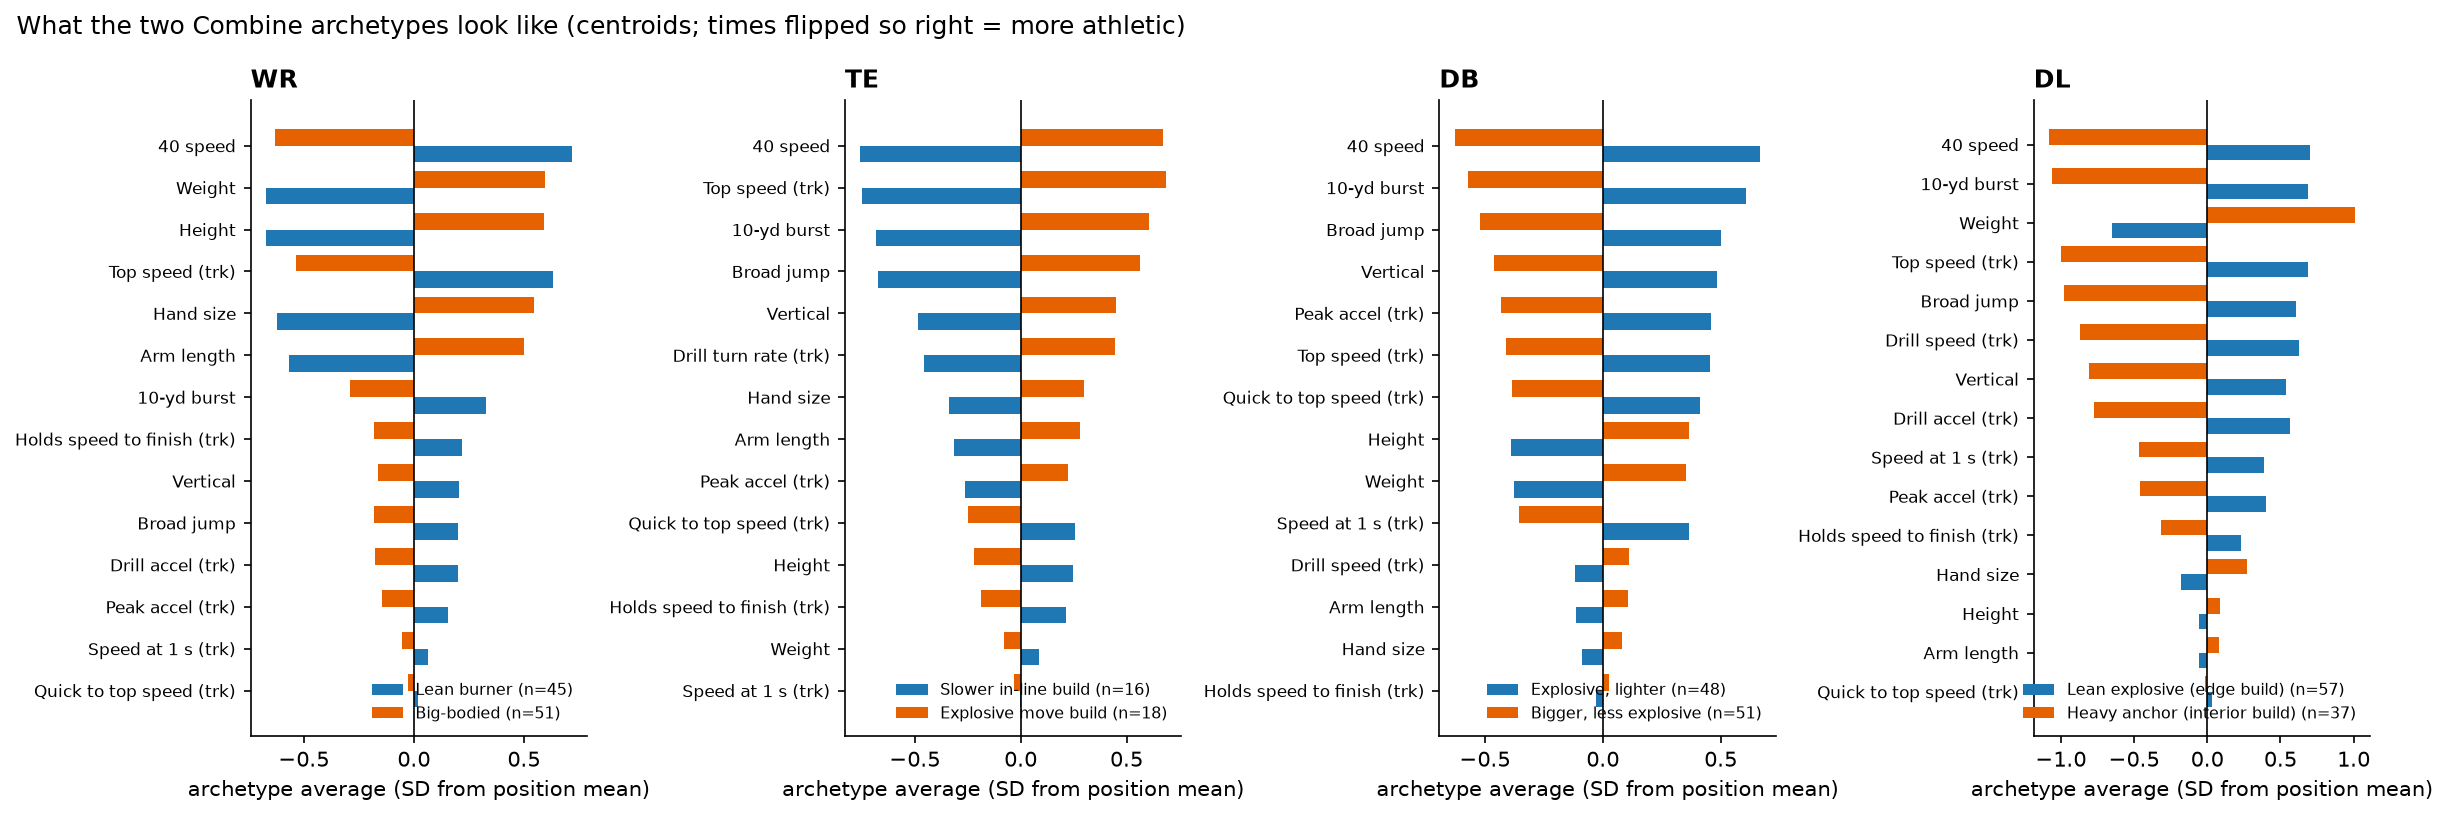 What the two Combine archetypes look like (centroids; times flipped so right = more athletic)
WR
40 speed
Weight
Height
Top speed (trk)
Hand size
Arm length
10-yd burst
Holds speed to finish (trk)
Vertical
Broad jump
Drill accel (trk)
Peak accel (trk)
Speed at 1 s (trk)
Quick to top speed (trk)
Lean burner (n=45)
Big-bodied (n=51)
−0.5 0.0 0.5
archetype average (SD from position mean)
TE
40 speed
Top speed (trk)
10-yd burst
Broad jump
Vertical
Drill turn rate (trk)
Hand size
Arm length
Peak accel (trk)
Quick to top speed (trk)
Height
Holds speed to finish (trk)
Weight
Speed at 1 s (trk)
Slower in-line build (n=16)
Explosive move build (n=18)
−0.5 0.0 0.5
archetype average (SD from position mean)
DB
40 speed
10-yd burst
Broad jump
Vertical
Peak accel (trk)
Top speed (trk)
Quick to top speed (trk)
Height
Weight
Speed at 1 s (trk)
Drill speed (trk)
Arm length
Hand size
Holds speed to finish (trk)
Explosive, lighter (n=48)
Bigger, less explosive (n=51)
−0.5 0.0 0.5
archetype average (SD from position mean)
DL
40 speed
10-yd burst
Weight
Top speed (trk)
Broad jump
Drill speed (trk)
Vertical
Drill accel (trk)
Speed at 1 s (trk)
Peak accel (trk)
Holds speed to finish (trk)
Hand size
Height
Arm length
Quick to top speed (trk)
Lean explosive (edge build) (n=57)
Heavy anchor (interior build) (n=37)
−1.0 −0.5 0.0 0.5 1.0
archetype average (SD from position mean)